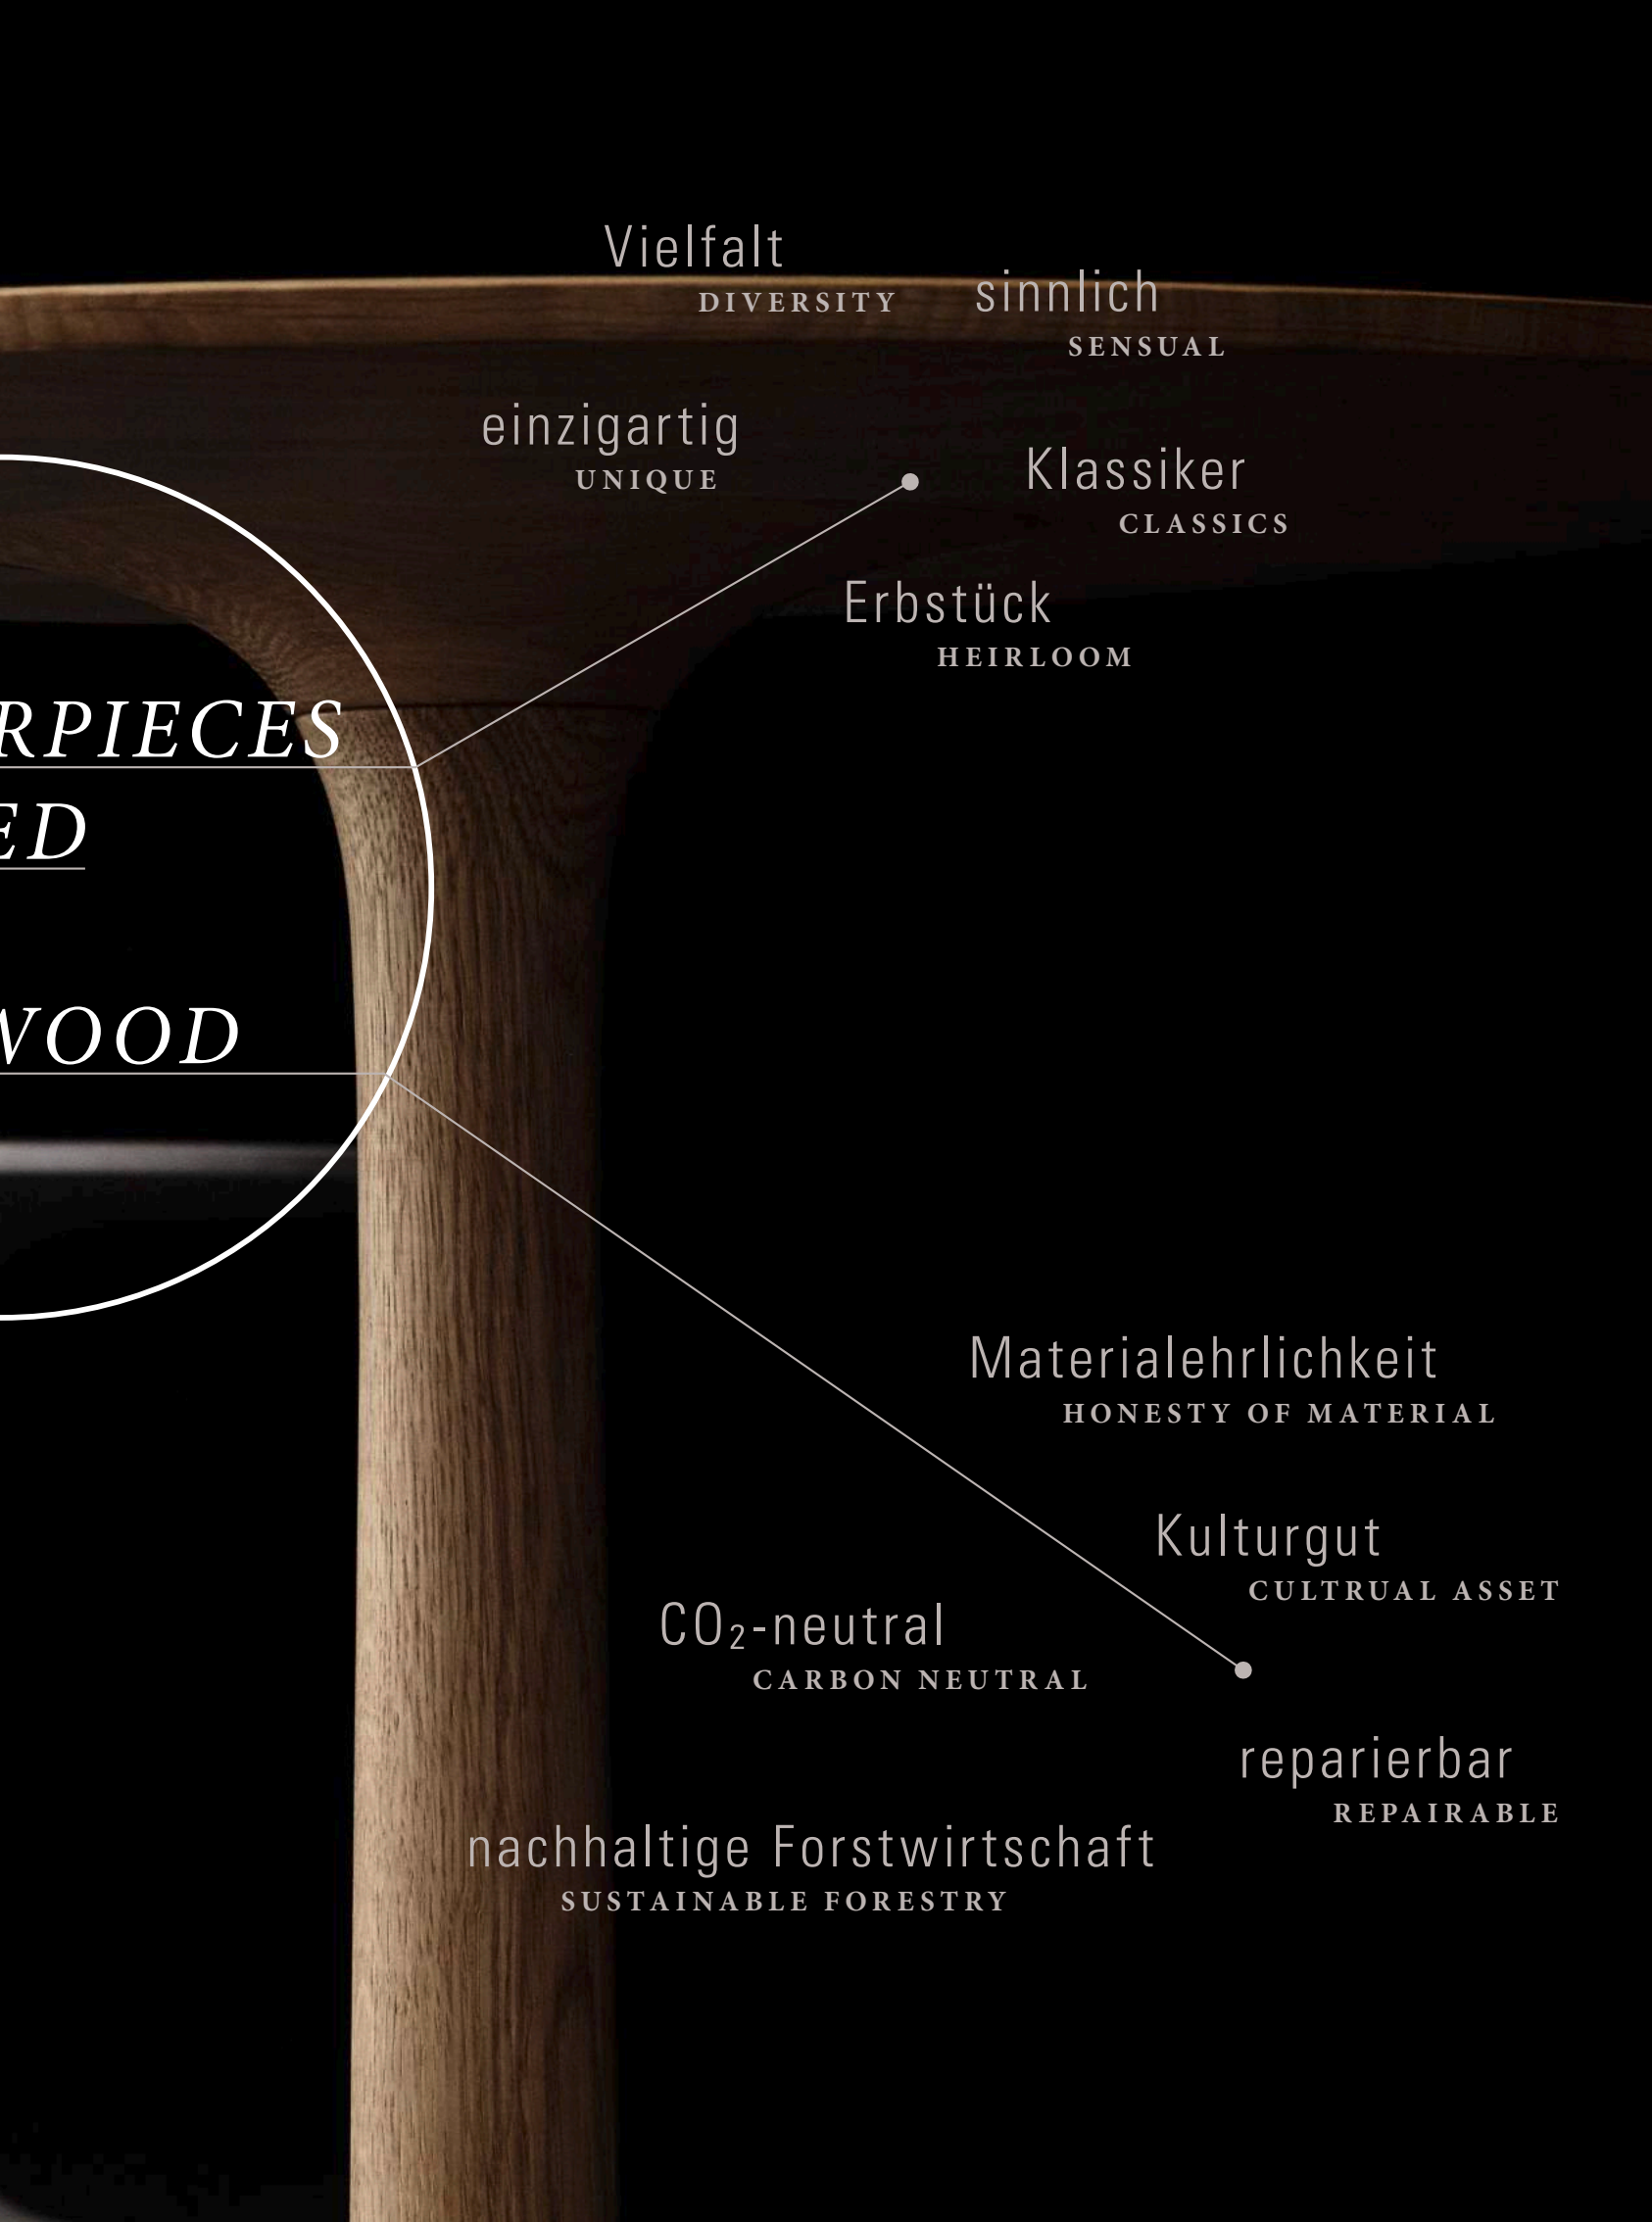 Vielfalt
DIVERSITY
sinnlich
SENSUAL
einzigartig
UNIQUE
Klassiker
CLASSICS
Erbstück
HEIRLOOM
RPIECES
ED
WOOD
Materialehrlichkeit
HONESTY OF MATERIAL
Kulturgut
CULTRUAL ASSET
CO₂-neutral
CARBON NEUTRAL
reparierbar
REPAIRABLE
nachhaltige Forstwirtschaft
SUSTAINABLE FORESTRY